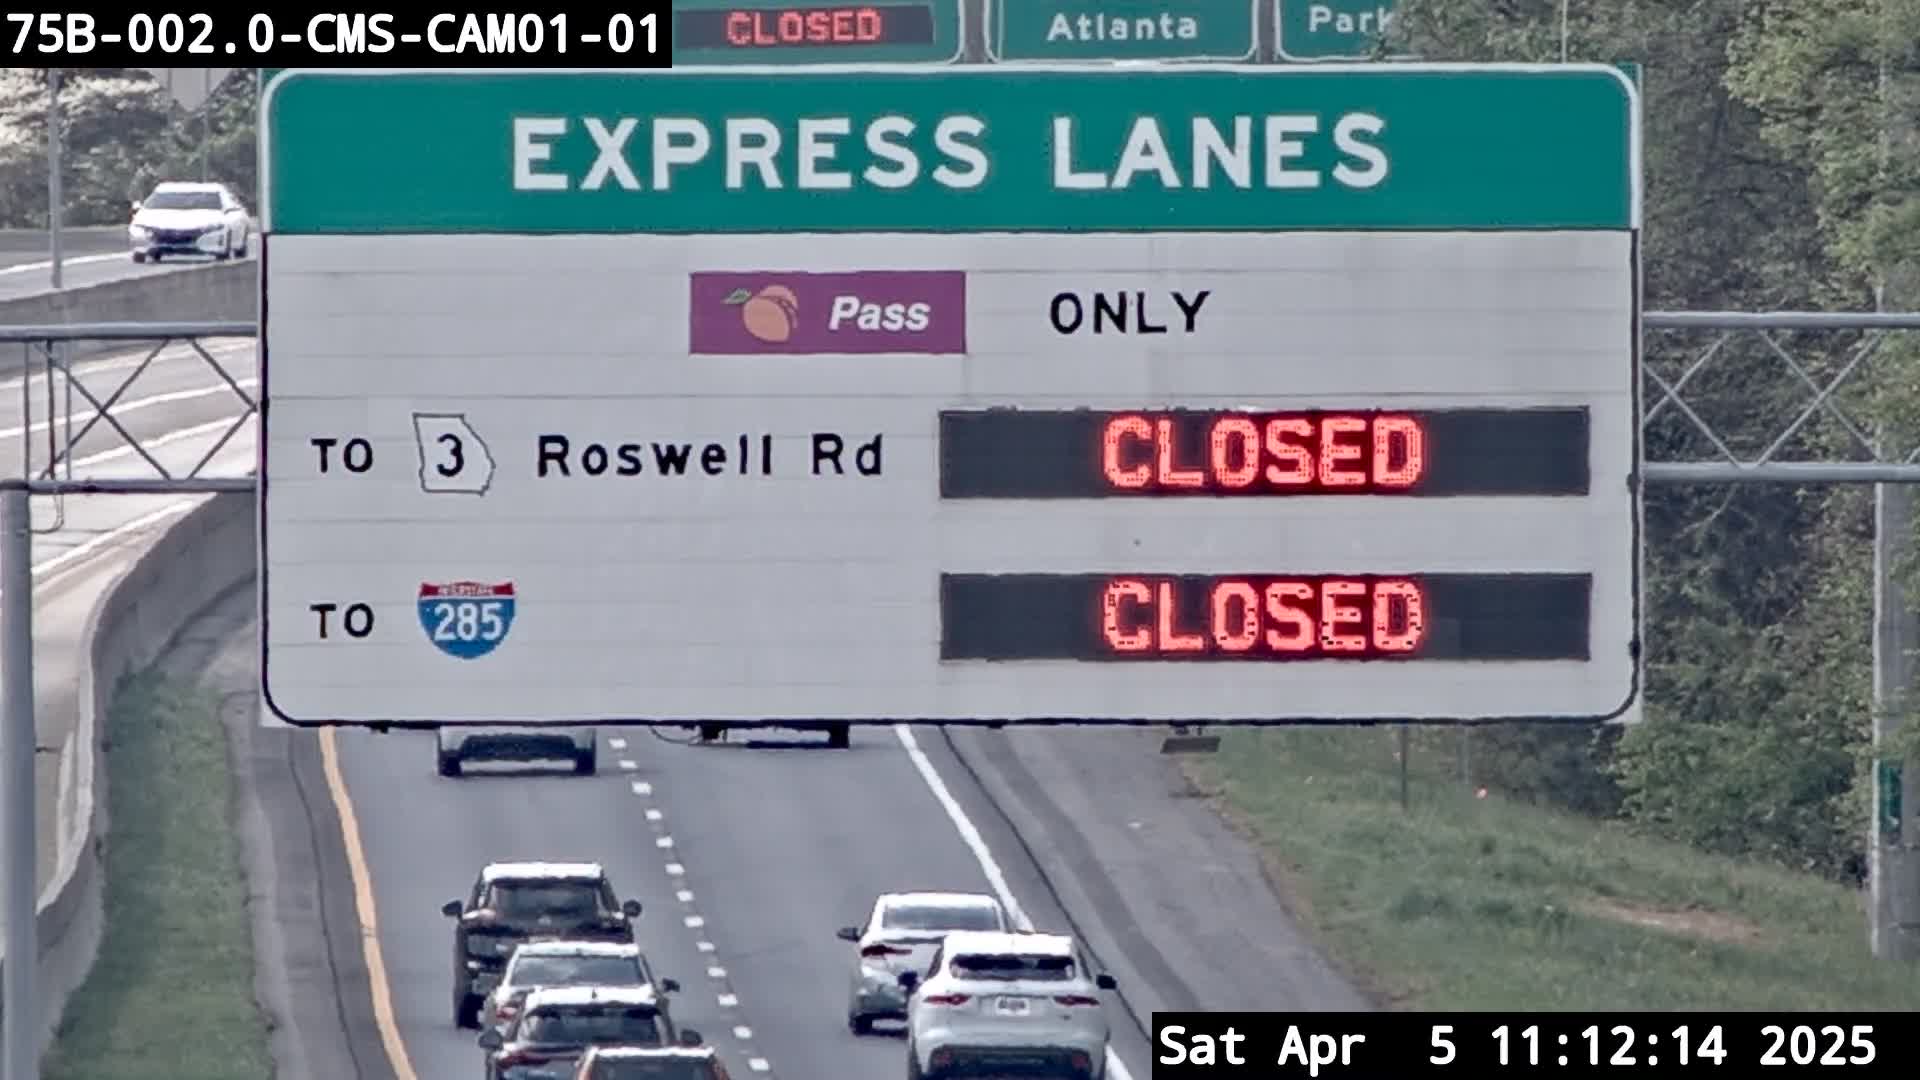 75B-002.0-CMS-CAM01-01
CLOSED
Atlanta
Park
EXPRESS LANES
Pass ONLY
TO 3 Roswell Rd CLOSED
TO INTERSTATE 285 CLOSED
Sat Apr 5 11:12:14 2025